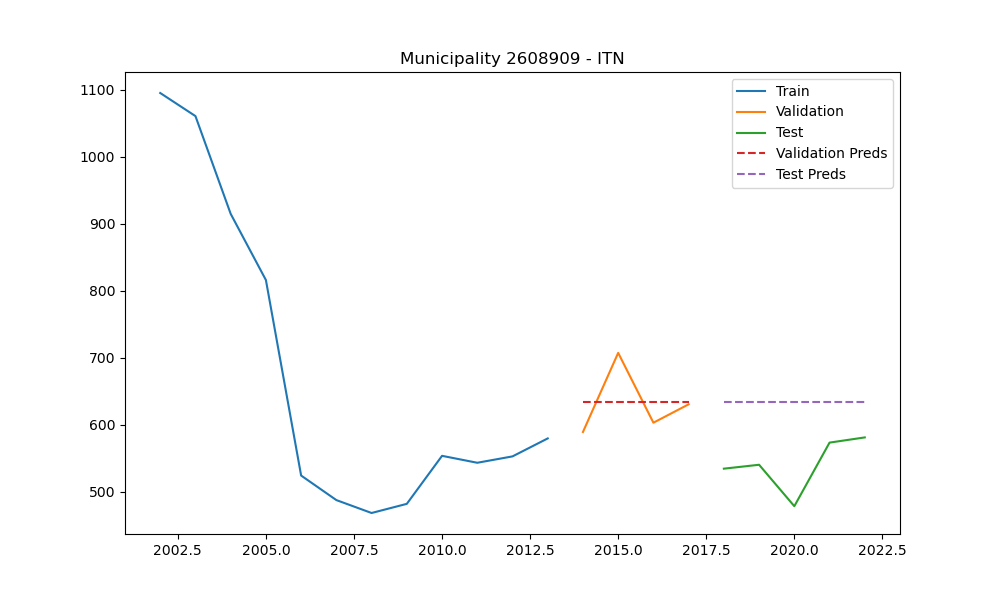 Municipality 2608909 - ITN
1100
1000
900
800
700
600
500
Train
Validation
Test
Validation Preds
Test Preds
2002.5 2005.0 2007.5 2010.0 2012.5 2015.0 2017.5 2020.0 2022.5